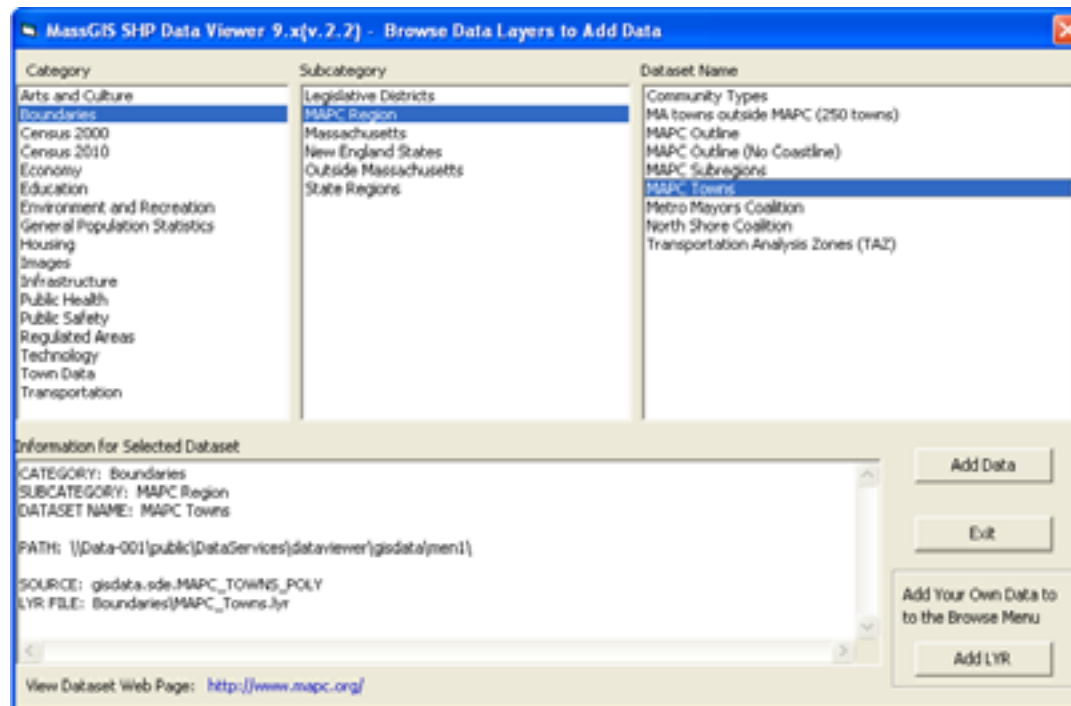 MassGIS SHP Data Viewer 9.x(v.2.2) - Browse Data Layers to Add Data
Category
Arts and Culture
Boundaries
Census 2000
Census 2010
Economy
Education
Environment and Recreation
General Population Statistics
Housing
Images
Infrastructure
Public Health
Public Safety
Regulated Areas
Technology
Town Data
Transportation
Subcategory
Legislative Districts
MAPC Region
Massachusetts
New England States
Outside Massachusetts
State Regions
Dataset Name
Community Types
MA towns outside MAPC (250 towns)
MAPC Outline
MAPC Outline (No Coastline)
MAPC Subregions
MAPC Towns
Metro Mayors Coalition
North Shore Coalition
Transportation Analysis Zones (TAZ)
Information for Selected Dataset
CATEGORY: Boundaries
SUBCATEGORY: MAPC Region
DATASET NAME: MAPC Towns
PATH: \\Data-001\public\DataServices\dataviewer\gisdata\men1\
SOURCE: gisdata.sde.MAPC_TOWNS_POLY
LYR FILE: Boundaries\MAPC_Towns.lyr
Add Data
Exit
Add Your Own Data to
to the Browse Menu
Add LYR
View Dataset Web Page: http://www.mapc.org/